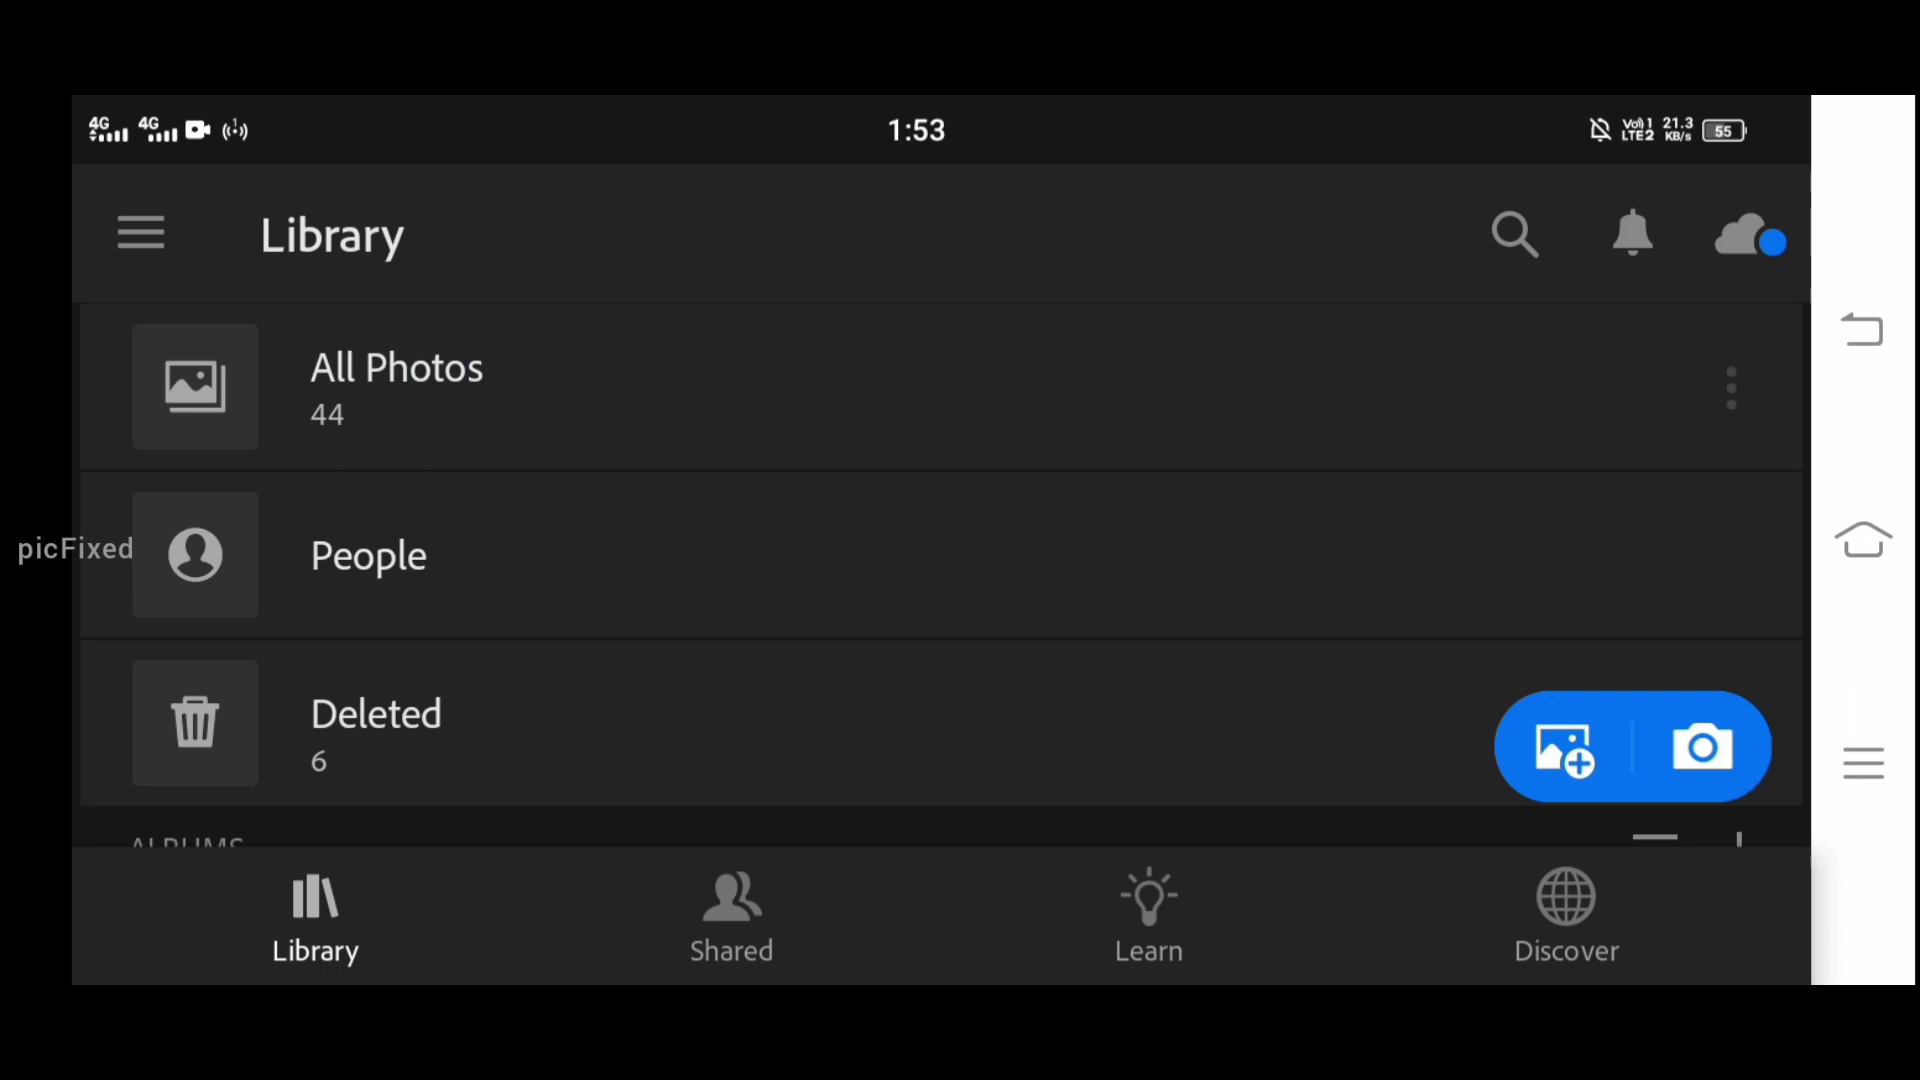 4G 4G 1:53 Vo) 1 LTE2 21.3 KB/s 55
Library
All Photos
44
People
picFixed
Deleted
6
ALBUMS
Library Shared Learn Discover